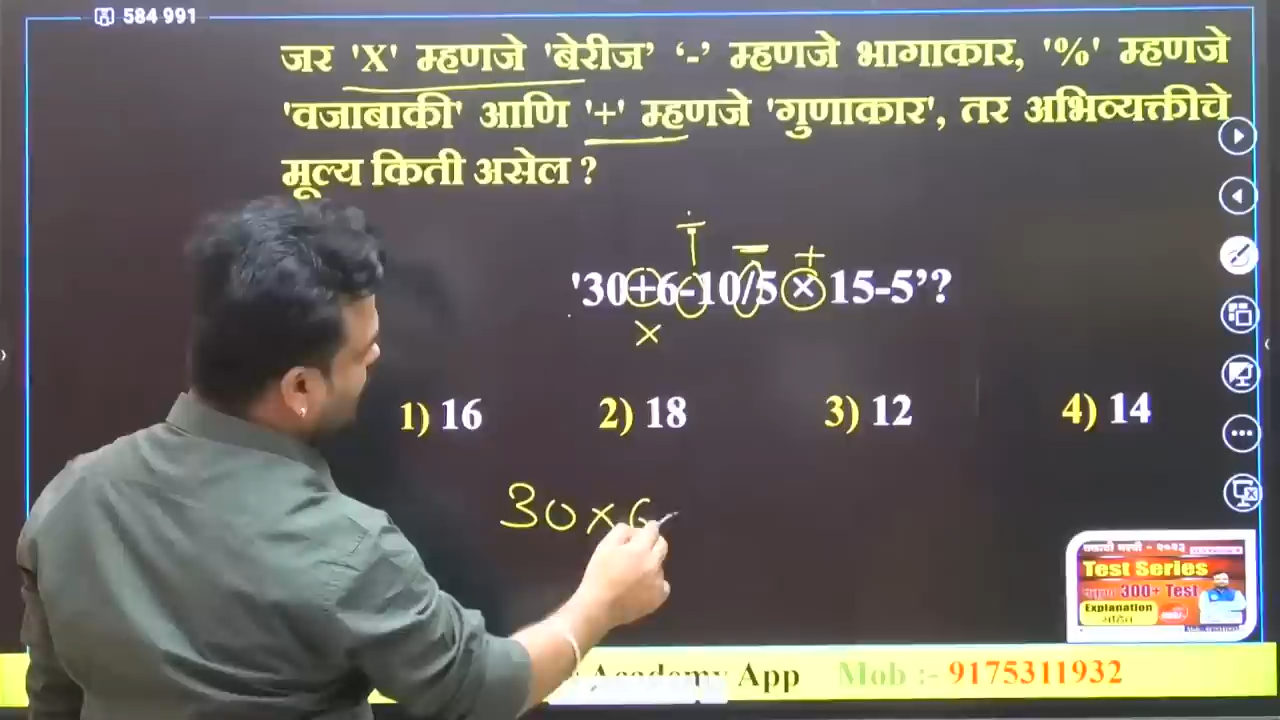 584 991
जर 'X' म्हणजे 'बेरीज’ ‘-’ म्हणजे भागाकार, '%' म्हणजे
'वजाबाकी' आणि '+' म्हणजे 'गुणाकार', तर अभिव्यक्तीचे
मूल्य किती असेल ?
÷ − +
'30+6-10/5 × 15-5’?
×
1) 16 2) 18 3) 12 4) 14
30×6
Test Series
300+ Test
Explanation
सहित
Academy App Mob :- 9175311932